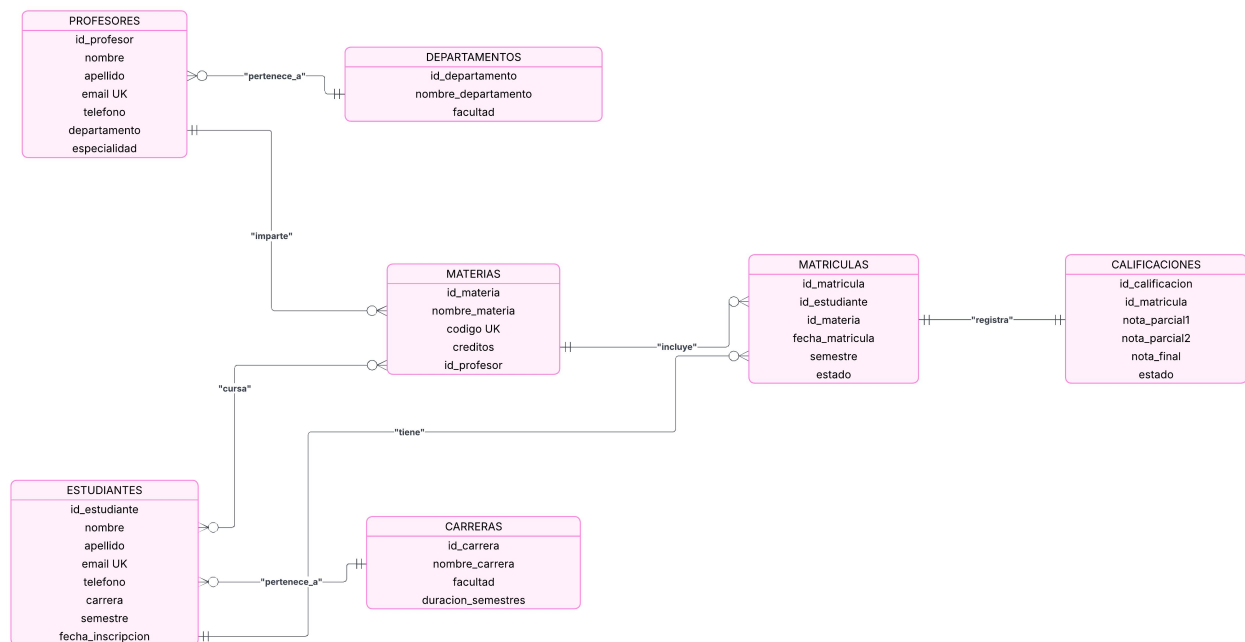 PROFESORES
id_profesor
nombre
apellido
email UK
telefono
departamento
especialidad
"pertenece_a"
DEPARTAMENTOS
id_departamento
nombre_departamento
facultad
"imparte"
MATERIAS
id_materia
nombre_materia
codigo UK
creditos
id_profesor
"incluye"
MATRICULAS
id_matricula
id_estudiante
id_materia
fecha_matricula
semestre
estado
"registra"
CALIFICACIONES
id_calificacion
id_matricula
nota_parcial1
nota_parcial2
nota_final
estado
"cursa"
"tiene"
ESTUDIANTES
id_estudiante
nombre
apellido
email UK
telefono
carrera
semestre
fecha_inscripcion
"pertenece_a"
CARRERAS
id_carrera
nombre_carrera
facultad
duracion_semestres